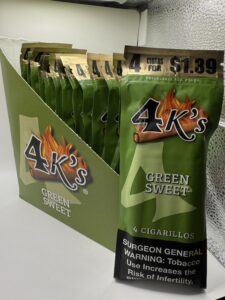 4 CIGARS FOR $1.39
4K's
GREEN
SWEET
4 CIGARILLOS
SURGEON GENERAL
WARNING: Tobacco
Use Increases the
Risk of Infertility,
4K's
GREEN
SWEET